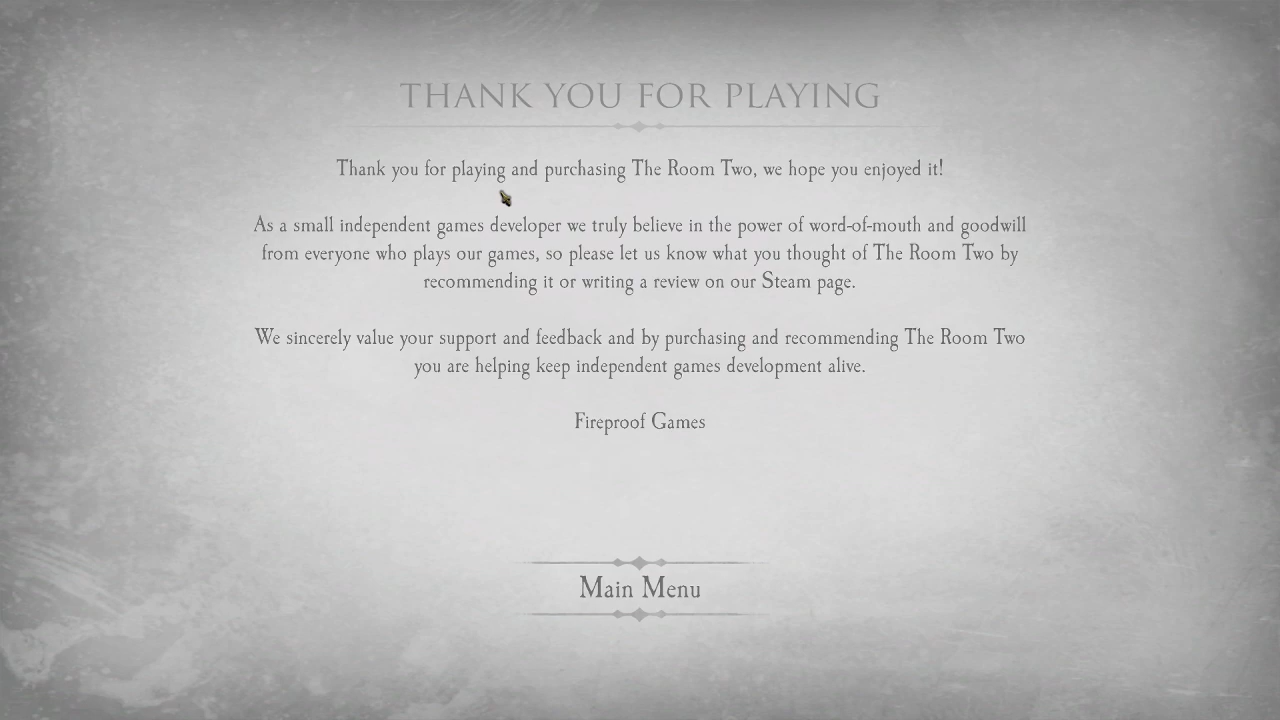 THANK YOU FOR PLAYING
Thank you for playing and purchasing The Room Two, we hope you enjoyed it!
As a small independent games developer we truly believe in the power of word-of-mouth and goodwill
from everyone who plays our games, so please let us know what you thought of The Room Two by
recommending it or writing a review on our Steam page.
We sincerely value your support and feedback and by purchasing and recommending The Room Two
you are helping keep independent games development alive.
Fireproof Games
Main Menu